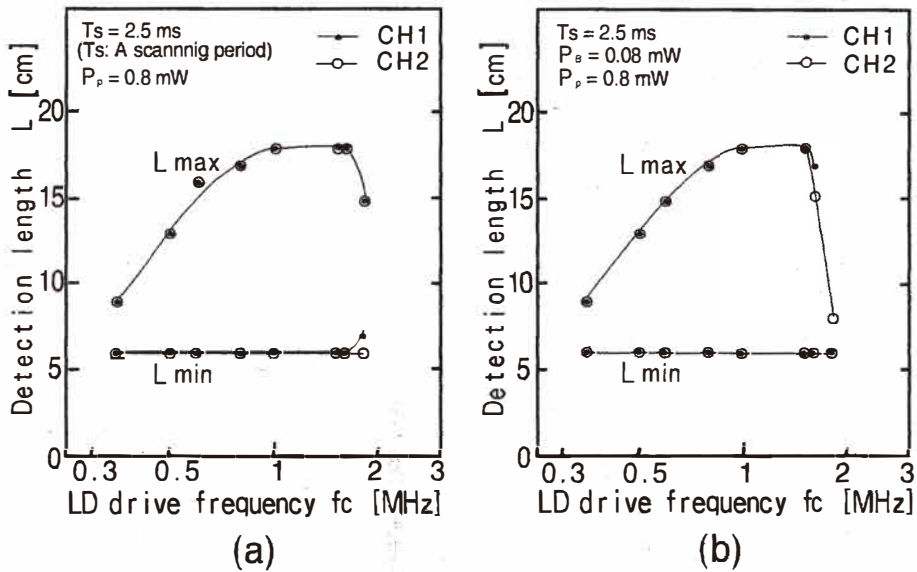 Ts = 2.5 ms
(Ts: A scannnig period)
Pp = 0.8 mW
CH1
CH2
Detection length L [cm]
20
15
10
5
0
L max
L min
0.3 0.5 1 2 3
LD drive frequency fc [MHz]
(a)
Ts = 2.5 ms
PB = 0.08 mW
Pp = 0.8 mW
CH1
CH2
Detection length L [cm]
20
15
10
5
0
L max
L min
0.3 0.5 1 2 3
LD drive frequency fc [MHz]
(b)